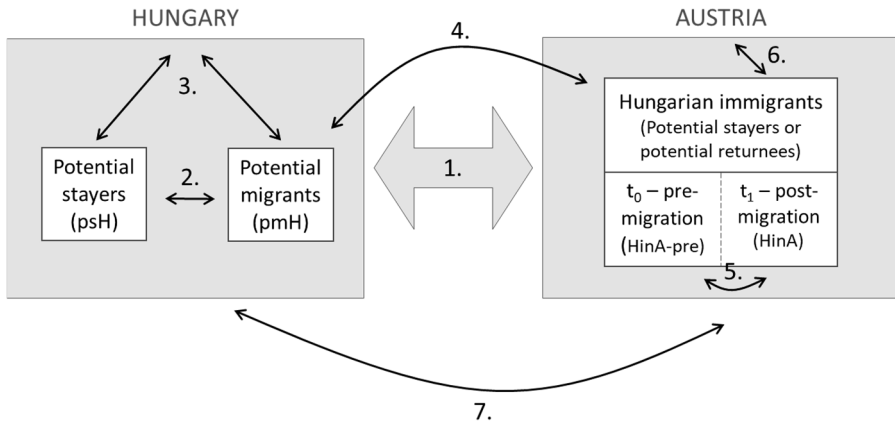 HUNGARY
AUSTRIA
4.
6.
3.
Hungarian immigrants
(Potential stayers or
potential returnees)
Potential
stayers
(psH)
2.
Potential
migrants
(pmH)
1.
t₀ – pre-
migration
(HinA-pre)
t₁ – post-
migration
(HinA)
5.
7.